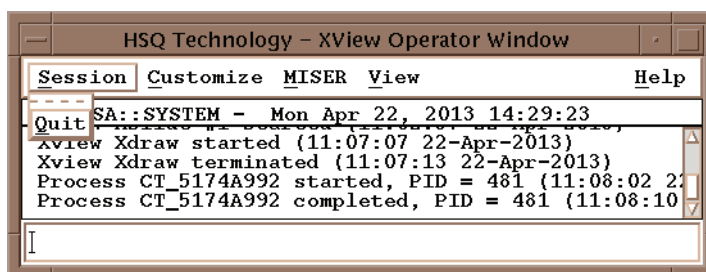 HSQ Technology - XView Operator Window
Session Customize MISER View Help
Quit
SA::SYSTEM - Mon Apr 22, 2013 14:29:23
Xview Xdraw started (11:07:07 22-Apr-2013)
Xview Xdraw terminated (11:07:13 22-Apr-2013)
Process CT_5174A992 started, PID = 481 (11:08:02 22
Process CT_5174A992 completed, PID = 481 (11:08:10